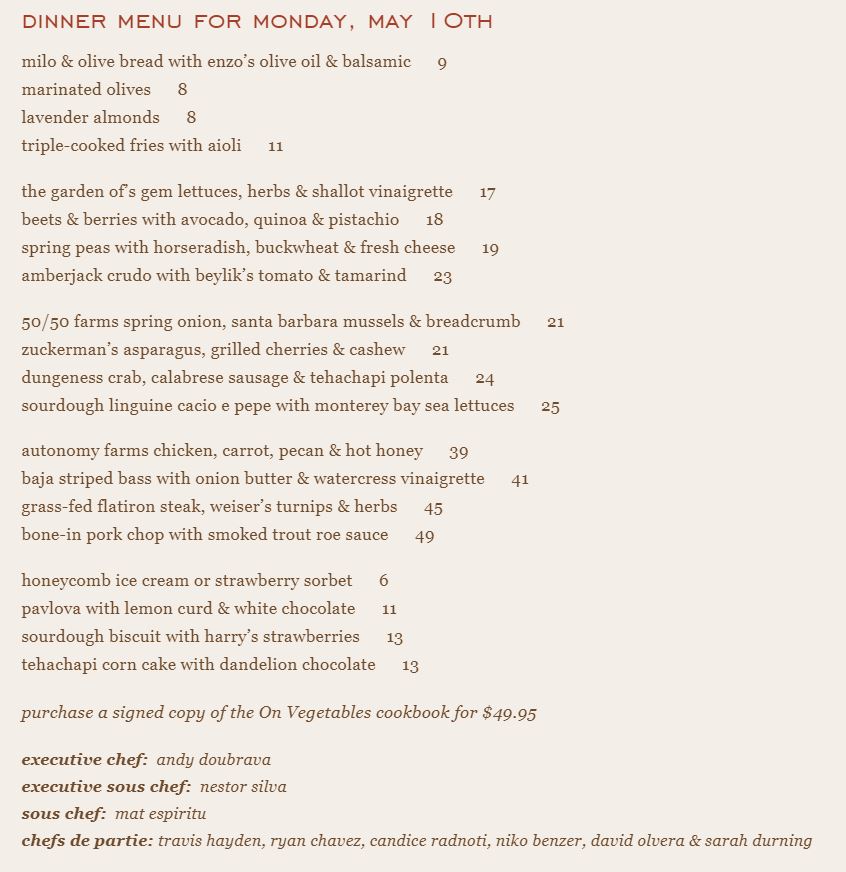 DINNER MENU FOR MONDAY, MAY 10TH
milo & olive bread with enzo's olive oil & balsamic 9
marinated olives 8
lavender almonds 8
triple-cooked fries with aioli 11
the garden of's gem lettuces, herbs & shallot vinaigrette 17
beets & berries with avocado, quinoa & pistachio 18
spring peas with horseradish, buckwheat & fresh cheese 19
amberjack crudo with beylik's tomato & tamarind 23
50/50 farms spring onion, santa barbara mussels & breadcrumb 21
zuckerman's asparagus, grilled cherries & cashew 21
dungeness crab, calabrese sausage & tehachapi polenta 24
sourdough linguine cacio e pepe with monterey bay sea lettuces 25
autonomy farms chicken, carrot, pecan & hot honey 39
baja striped bass with onion butter & watercress vinaigrette 41
grass-fed flatiron steak, weiser's turnips & herbs 45
bone-in pork chop with smoked trout roe sauce 49
honeycomb ice cream or strawberry sorbet 6
pavlova with lemon curd & white chocolate 11
sourdough biscuit with harry's strawberries 13
tehachapi corn cake with dandelion chocolate 13
purchase a signed copy of the On Vegetables cookbook for $49.95
executive chef: andy doubrava
executive sous chef: nestor silva
sous chef: mat espiritu
chefs de partie: travis hayden, ryan chavez, candice radnoti, niko benzer, david olvera & sarah durning